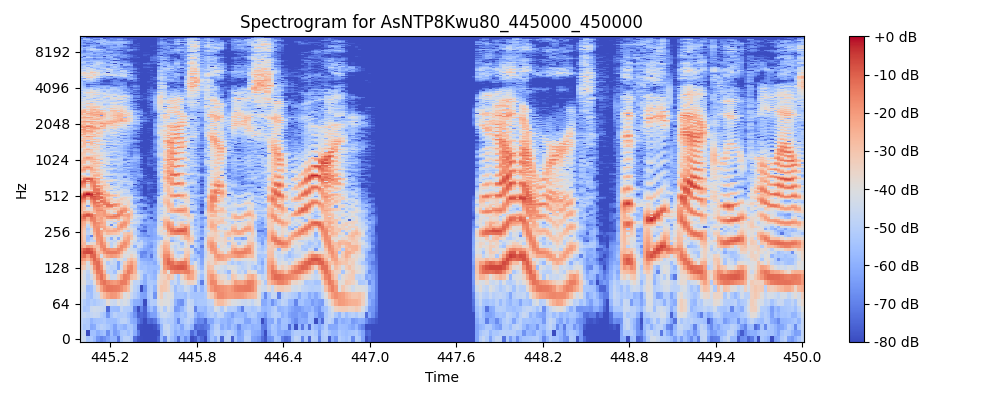 Spectrogram for AsNTP8Kwu80_445000_450000
8192
4096
2048
1024
512
256
128
64
0
Hz
445.2 445.8 446.4 447.0 447.6 448.2 448.8 449.4 450.0
Time
+0 dB
-10 dB
-20 dB
-30 dB
-40 dB
-50 dB
-60 dB
-70 dB
-80 dB